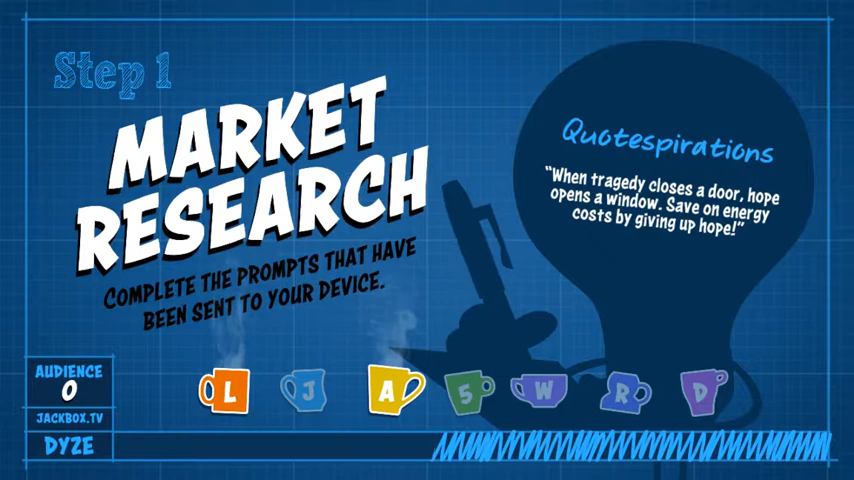 Step 1
MARKET
RESEARCH
COMPLETE THE PROMPTS THAT HAVE
BEEN SENT TO YOUR DEVICE.
Quotespirations
"When tragedy closes a door, hope
opens a window. Save on energy
costs by giving up hope!"
L J A 5 W R D
AUDIENCE
0
JACKBOX.TV
DYZE